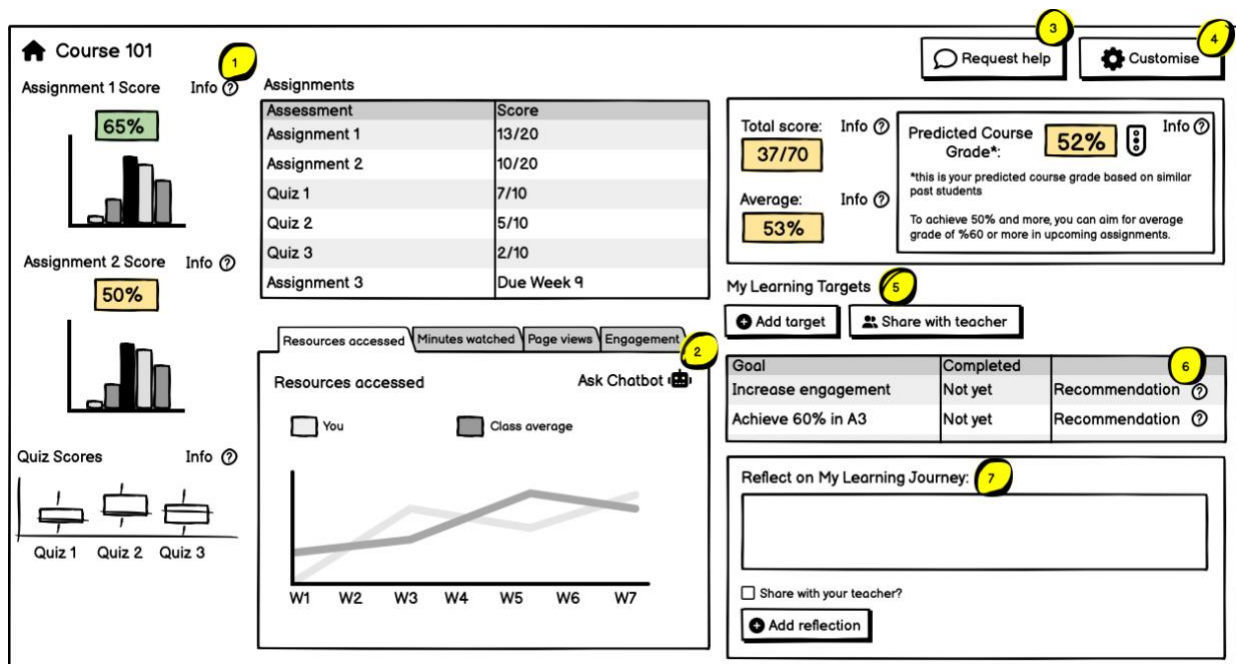 Course 101
1
3
Request help
4
Customise
Assignment 1 Score
Info ?
65%
Assignment 2 Score
Info ?
50%
Quiz Scores
Info ?
Quiz 1
Quiz 2
Quiz 3
Assignments
Assessment
Score
Assignment 1
13/20
Assignment 2
10/20
Quiz 1
7/10
Quiz 2
5/10
Quiz 3
2/10
Assignment 3
Due Week 9
Resources accessed
Minutes watched
Page views
Engagement
2
Resources accessed
Ask Chatbot
You
Class average
W1
W2
W3
W4
W5
W6
W7
Total score:
Info ?
37/70
Average:
Info ?
53%
Predicted Course
Grade*:
52%
Info ?
*this is your predicted course grade based on similar
past students
To achieve 50% and more, you can aim for average
grade of %60 or more in upcoming assignments.
My Learning Targets
5
Add target
Share with teacher
Goal
Completed
6
Increase engagement
Not yet
Recommendation ?
Achieve 60% in A3
Not yet
Recommendation ?
Reflect on My Learning Journey:
7
Share with your teacher?
Add reflection